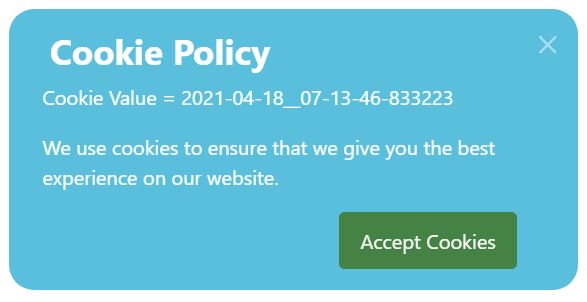 Cookie Policy
Cookie Value = 2021-04-18__07-13-46-833223
We use cookies to ensure that we give you the best
experience on our website.
Accept Cookies